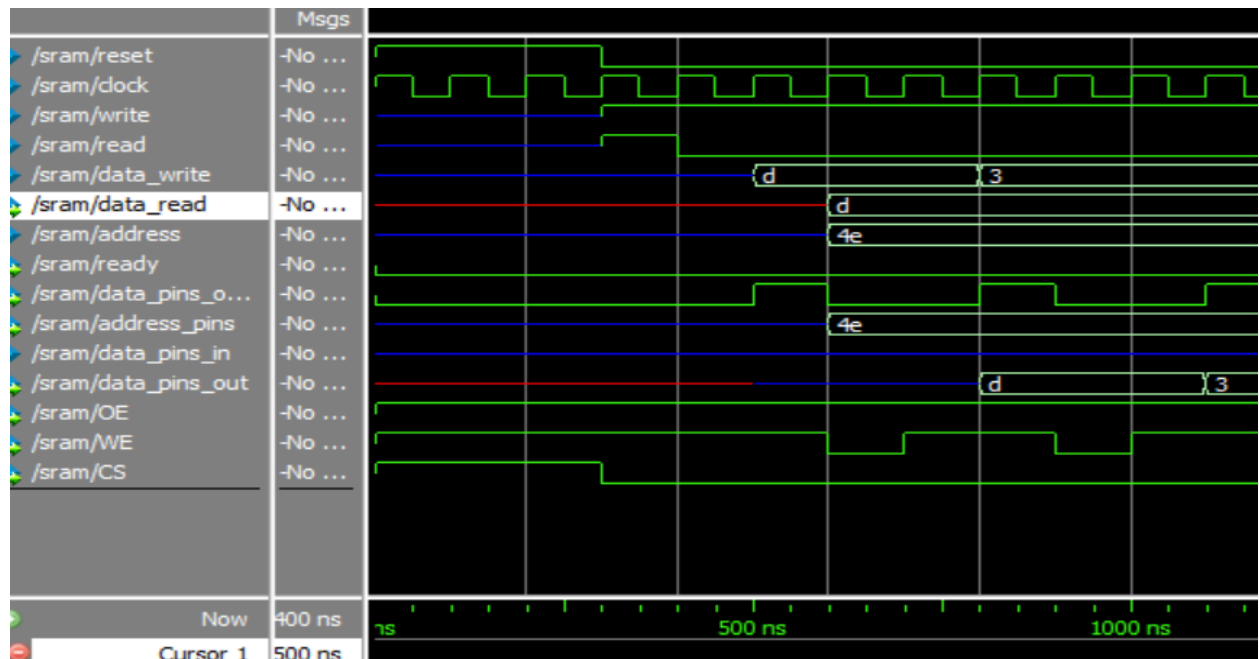 Msgs
/sram/reset -No ...
/sram/clock -No ...
/sram/write -No ...
/sram/read -No ...
/sram/data_write -No ... d 3
/sram/data_read -No ... d
/sram/address -No ... 4e
/sram/ready -No ...
/sram/data_pins_o... -No ...
/sram/address_pins -No ... 4e
/sram/data_pins_in -No ...
/sram/data_pins_out -No ... d 3
/sram/OE -No ...
/sram/WE -No ...
/sram/CS -No ...
Now 400 ns ns 500 ns 1000 ns
Cursor 1 500 ns